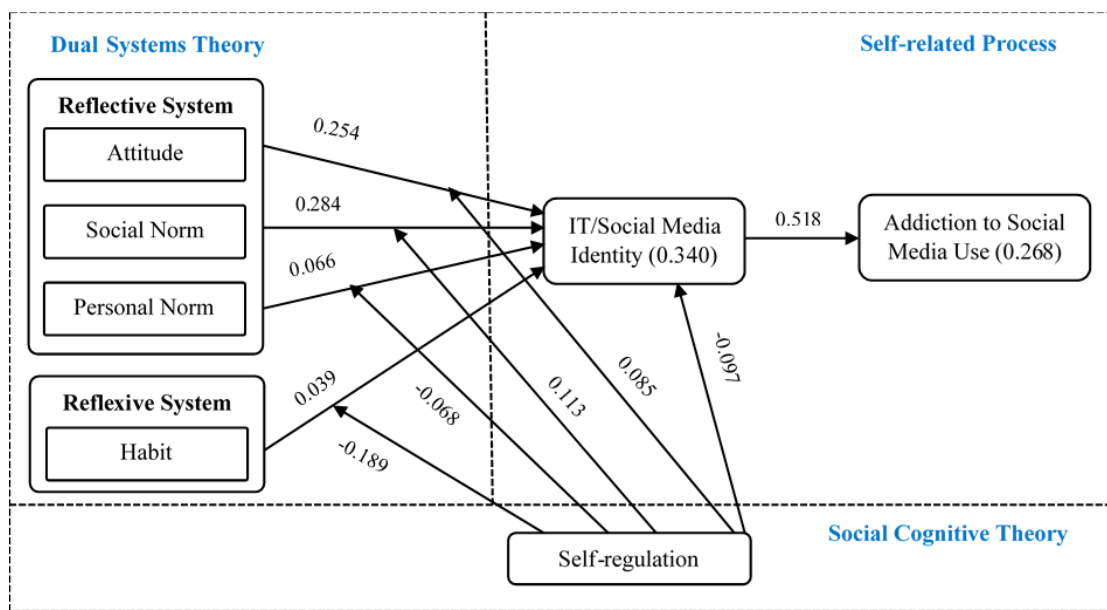 Dual Systems Theory
Self-related Process
Reflective System
Attitude
Social Norm
Personal Norm
Reflexive System
Habit
0.254
0.284
0.066
0.039
IT/Social Media
Identity (0.340)
0.518
Addiction to Social
Media Use (0.268)
-0.189
-0.068
0.113
0.085
-0.097
Self-regulation
Social Cognitive Theory